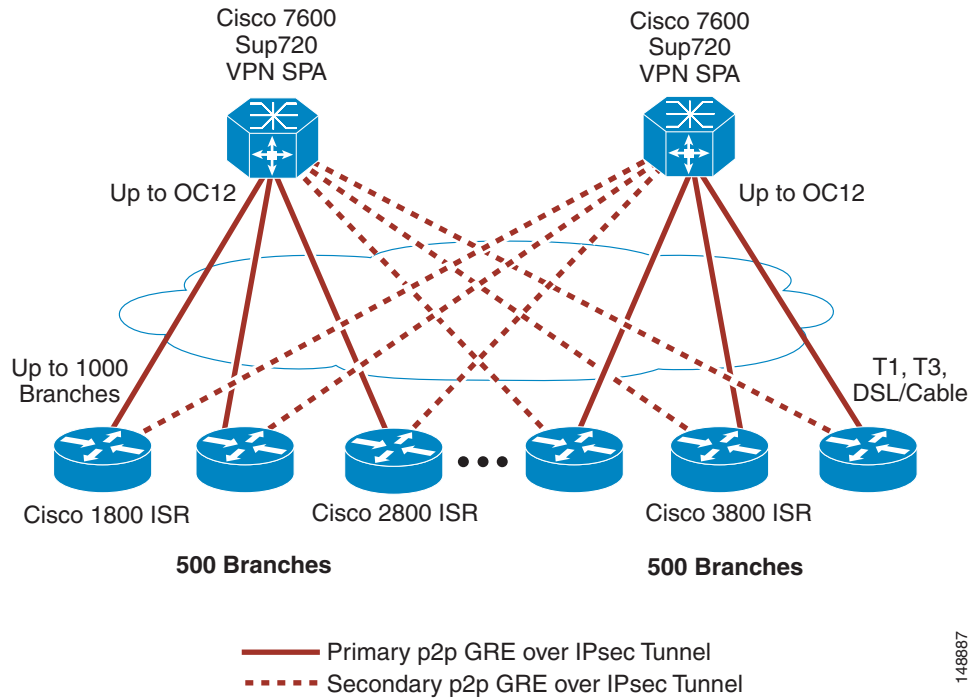 Cisco 7600
Sup720
VPN SPA
Cisco 7600
Sup720
VPN SPA
Up to OC12
Up to OC12
Up to 1000
Branches
T1, T3,
DSL/Cable
Cisco 1800 ISR
Cisco 2800 ISR
Cisco 3800 ISR
500 Branches
500 Branches
Primary p2p GRE over IPsec Tunnel
Secondary p2p GRE over IPsec Tunnel
148887